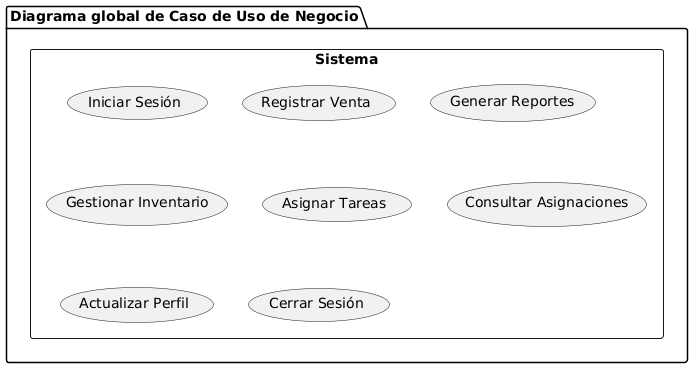 Diagrama global de Caso de Uso de Negocio
Sistema
Iniciar Sesión
Registrar Venta
Generar Reportes
Gestionar Inventario
Asignar Tareas
Consultar Asignaciones
Actualizar Perfil
Cerrar Sesión